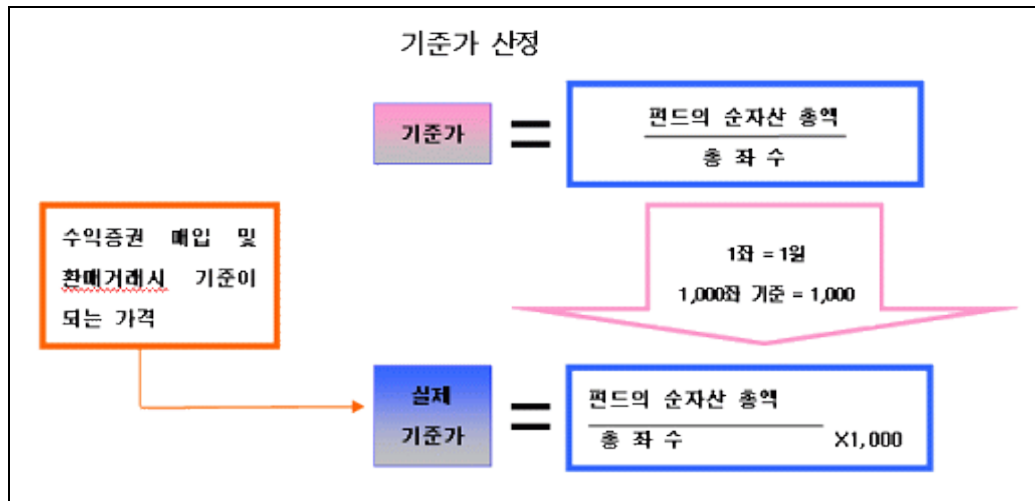 기준가 산정
기준가
=
펀드의 순자산 총액
총 좌 수
수익증권 매입 및
환매거래시 기준이
되는 가격
1좌 = 1원
1,000좌 기준 = 1,000
실제
기준가
=
펀드의 순자산 총액
총 좌 수 X1,000